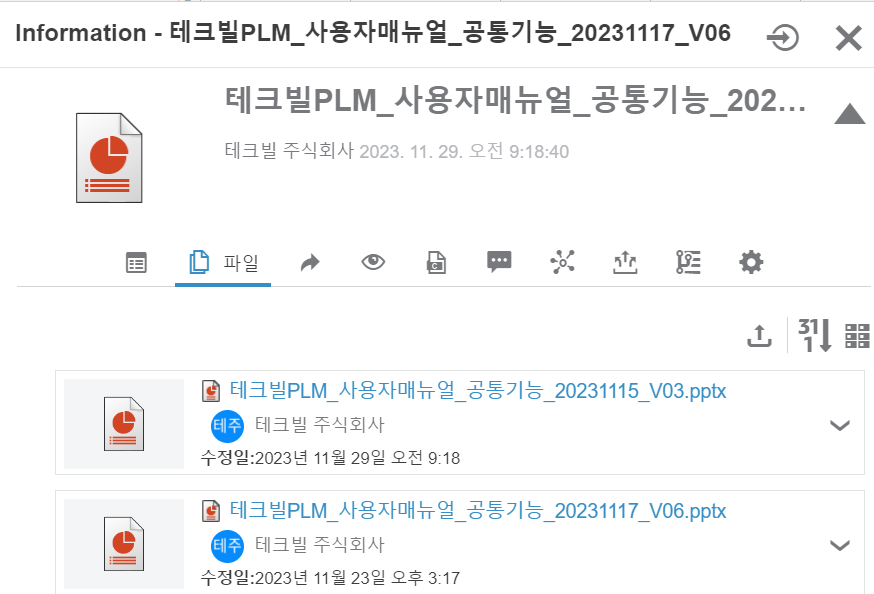 Information - 테크빌PLM_사용자매뉴얼_공통기능_20231117_V06
테크빌PLM_사용자매뉴얼_공통기능_202...
테크빌 주식회사 2023. 11. 29. 오전 9:18:40
파일
31
1
테크빌PLM_사용자매뉴얼_공통기능_20231115_V03.pptx
테주 테크빌 주식회사
수정일:2023년 11월 29일 오전 9:18
테크빌PLM_사용자매뉴얼_공통기능_20231117_V06.pptx
테주 테크빌 주식회사
수정일:2023년 11월 23일 오후 3:17